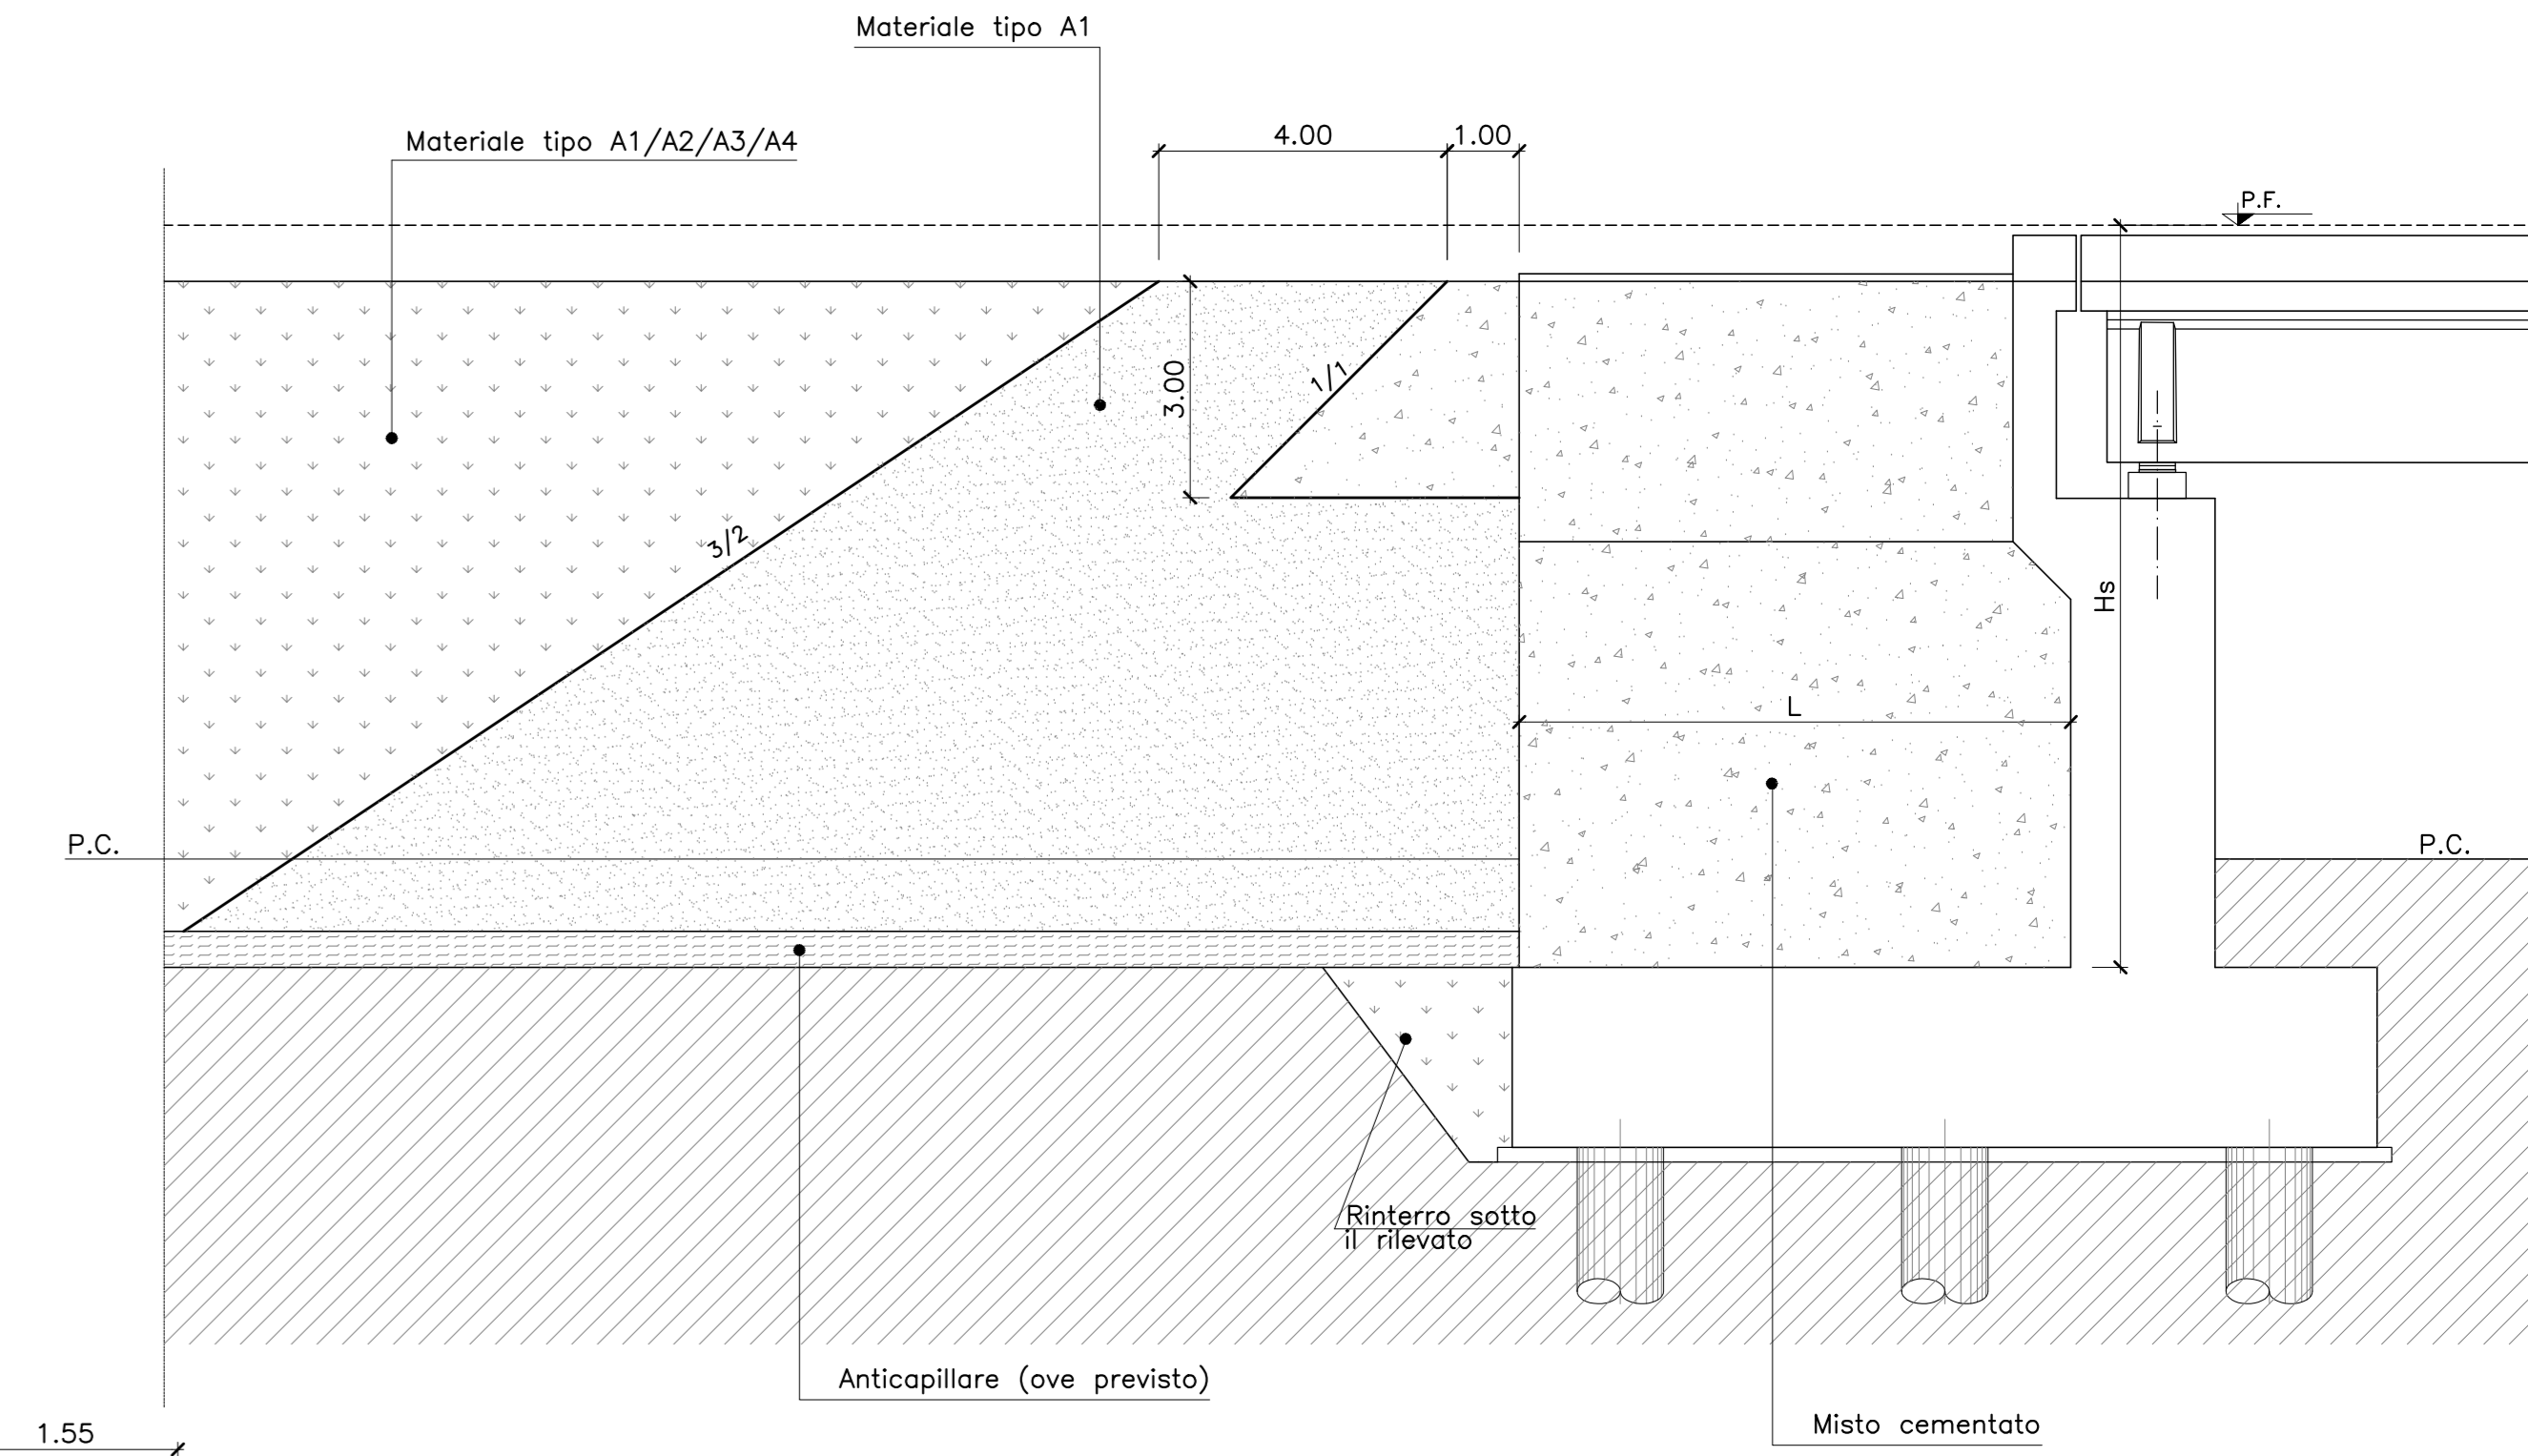 Materiale tipo A1
Materiale tipo A1/A2/A3/A4
4.00
1.00
P.F.
3.00
1/1
3/2
Hs
L
P.C.
P.C.
Rinterro sotto
il rilevato
Anticapillare (ove previsto)
Misto cementato
1.55